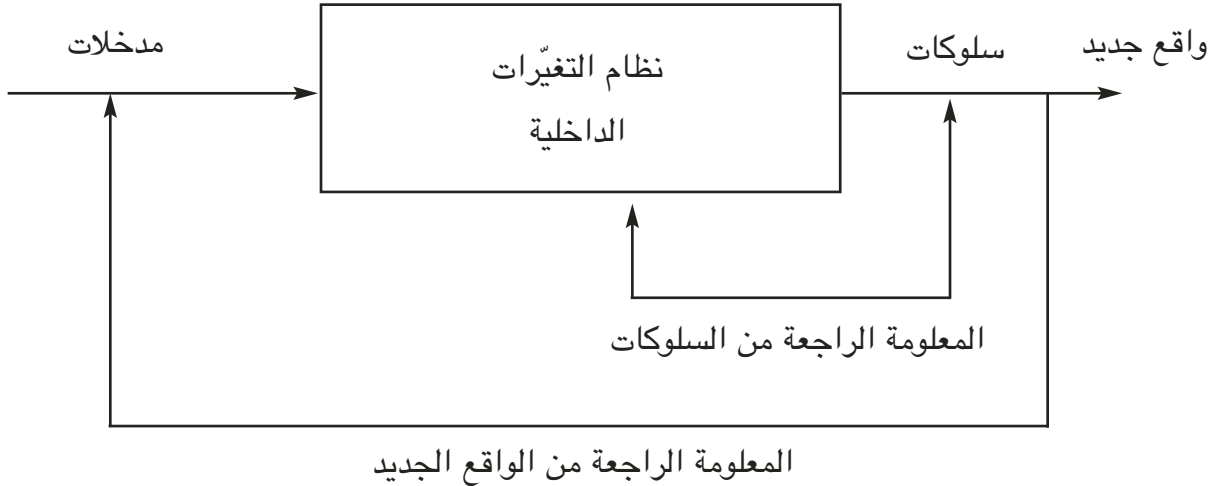 واقع جديد
سلوكات
مدخلات
نظام التغيّرات
الداخلية
المعلومة الراجعة من السلوكات
المعلومة الراجعة من الواقع الجديد